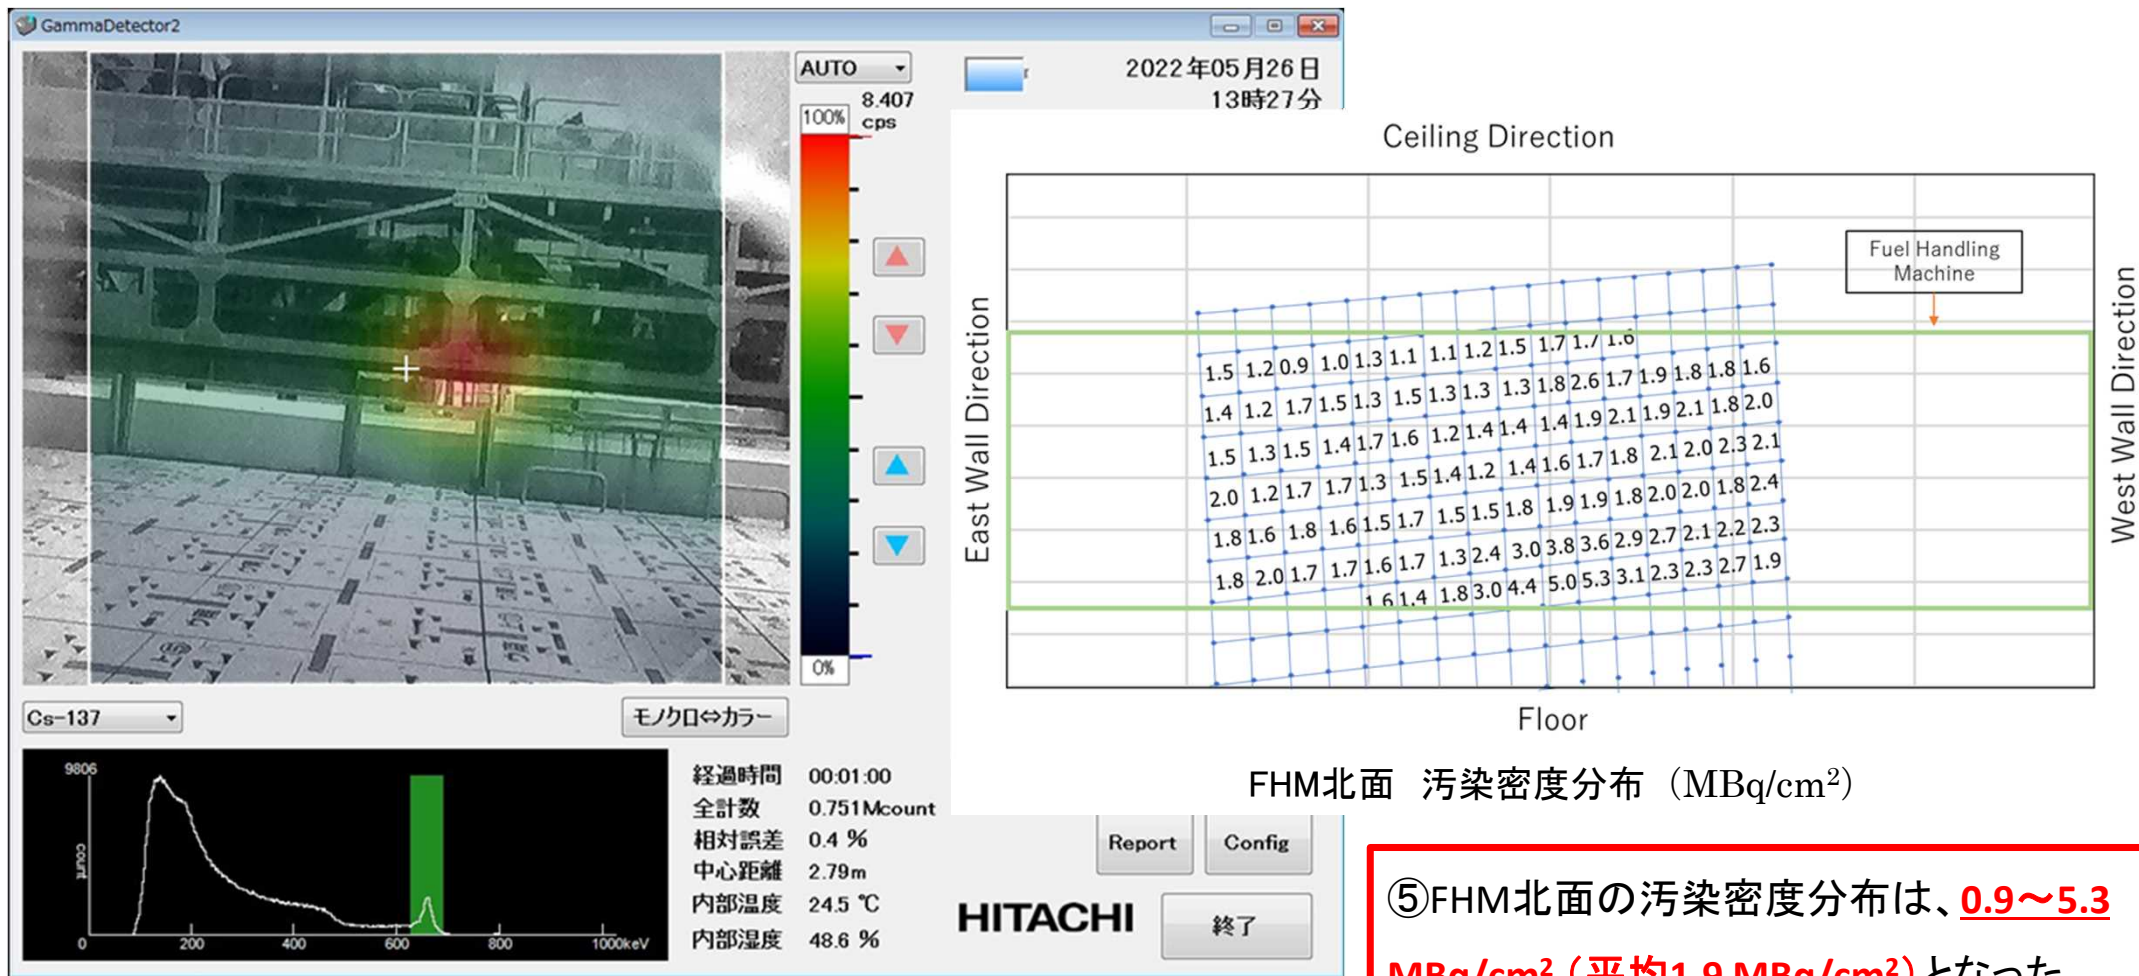 GammaDetector2
AUTO
8.407
cps
100%
0%
2022年05月26日
13時27分
Cs-137
モノクロ⇔カラー
9806
count
0 200 400 600 800 1000keV
経過時間 00:01:00
全計数 0.751Mcount
相対誤差 0.4 %
中心距離 2.79m
内部温度 24.5 ℃
内部湿度 48.6 %
Report
Config
HITACHI
終了
Ceiling Direction
East Wall Direction
West Wall Direction
Fuel Handling
Machine
1.5 1.2 0.9 1.0 1.3 1.1 1.1 1.2 1.5 1.7 1.7 1.6
1.4 1.2 1.7 1.5 1.3 1.5 1.3 1.3 1.3 1.8 2.6 1.7 1.9 1.8 1.8 1.6
1.5 1.3 1.5 1.4 1.7 1.6 1.2 1.4 1.4 1.4 1.9 2.1 1.9 2.1 1.8 2.0
2.0 1.2 1.7 1.7 1.3 1.5 1.4 1.2 1.4 1.6 1.7 1.8 2.1 2.0 2.3 2.1
1.8 1.6 1.8 1.6 1.5 1.7 1.5 1.5 1.8 1.9 1.9 1.8 2.0 2.0 1.8 2.4
1.8 2.0 1.7 1.7 1.6 1.7 1.3 2.4 3.0 3.8 3.6 2.9 2.7 2.1 2.2 2.3
1.6 1.4 1.8 3.0 4.4 5.0 5.3 3.1 2.3 2.3 2.7 1.9
Floor
FHM北面 汚染密度分布 (MBq/cm²)
⑤FHM北面の汚染密度分布は、0.9～5.3
MBq/cm²（平均1.9 MBq/cm²）となった